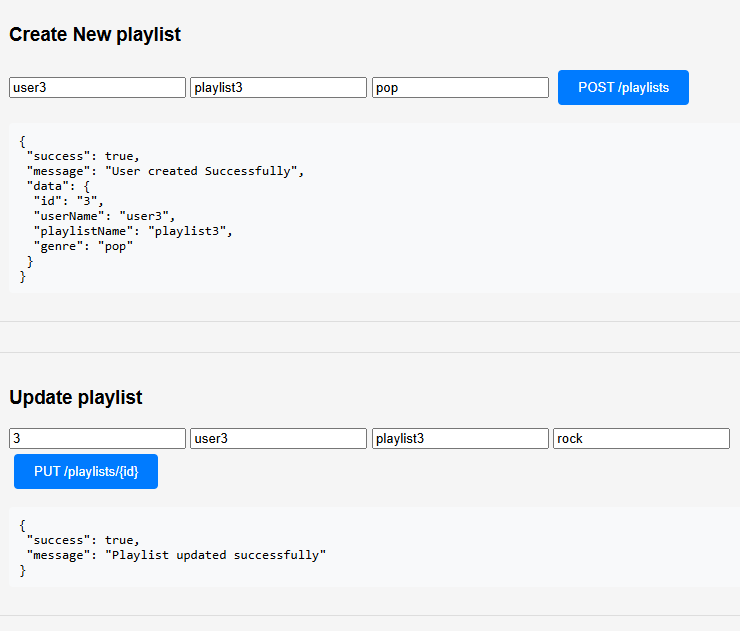 Create New playlist
user3 playlist3 pop POST /playlists
{
 "success": true,
 "message": "User created Successfully",
 "data": {
  "id": "3",
  "userName": "user3",
  "playlistName": "playlist3",
  "genre": "pop"
 }
}
Update playlist
3 user3 playlist3 rock
PUT /playlists/{id}
{
 "success": true,
 "message": "Playlist updated successfully"
}